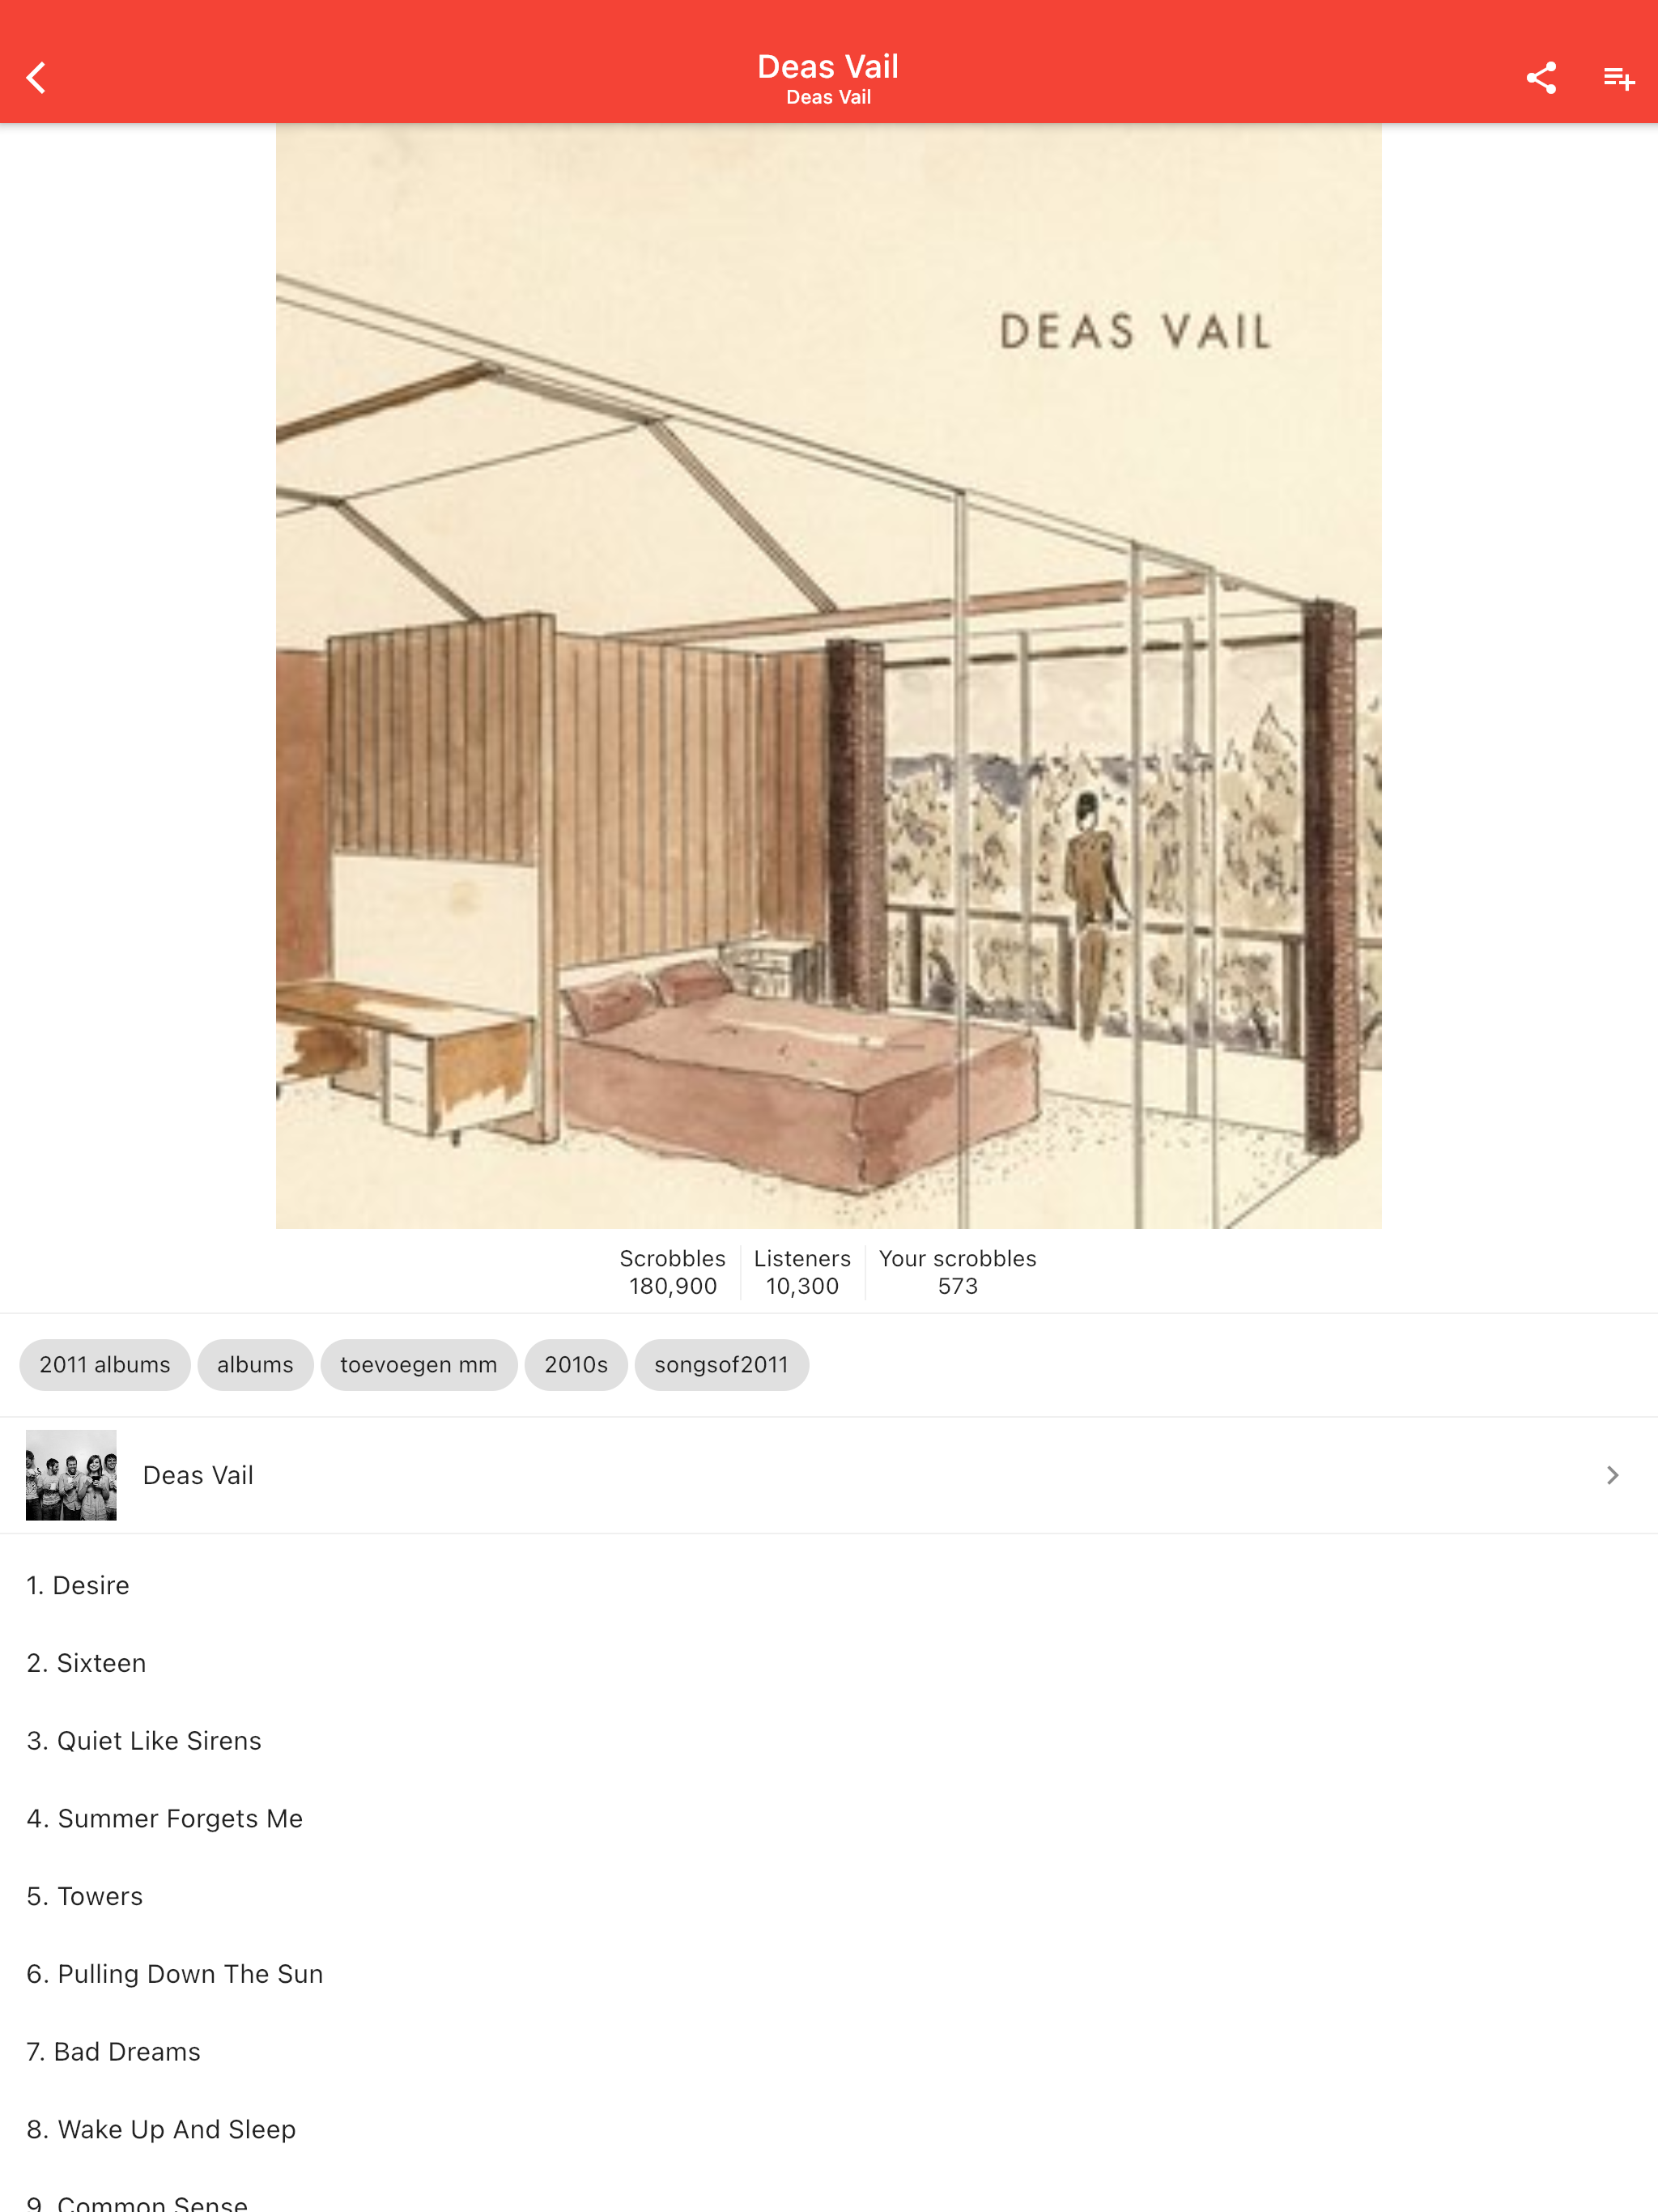 Deas Vail
Deas Vail
DEAS VAIL
Scrobbles
180,900
Listeners
10,300
Your scrobbles
573
2011 albums
albums
toevoegen mm
2010s
songsof2011
Deas Vail
1. Desire
2. Sixteen
3. Quiet Like Sirens
4. Summer Forgets Me
5. Towers
6. Pulling Down The Sun
7. Bad Dreams
8. Wake Up And Sleep
9. Common Sense